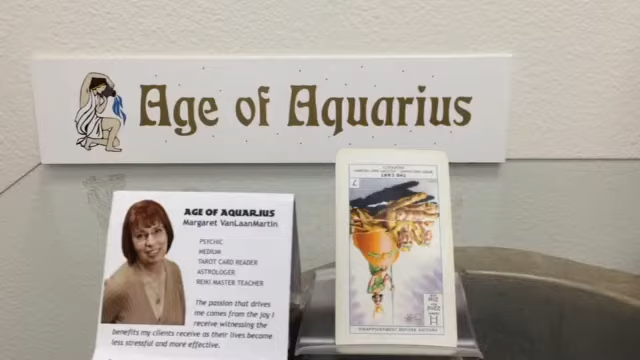 Age of Aquarius
AGE OF AQUARIUS
Margaret VanLaanMartin
PSYCHIC
MEDIUM
TAROT CARD READER
ASTROLOGER
REIKI MASTER TEACHER
The passion that drives
me comes from the joy I
receive witnessing the
benefits my clients receive as their lives become
less stressful and more effective.
7